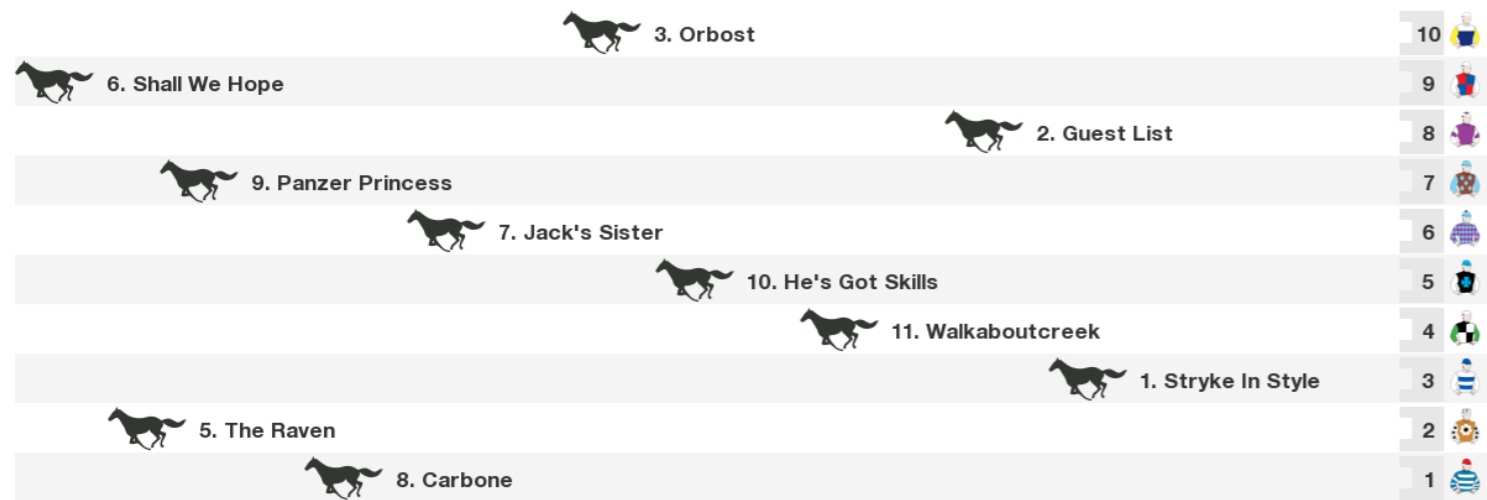 3. Orbost 10
6. Shall We Hope 9
2. Guest List 8
9. Panzer Princess 7
7. Jack's Sister 6
10. He's Got Skills 5
11. Walkaboutcreek 4
1. Stryke In Style 3
5. The Raven 2
8. Carbone 1